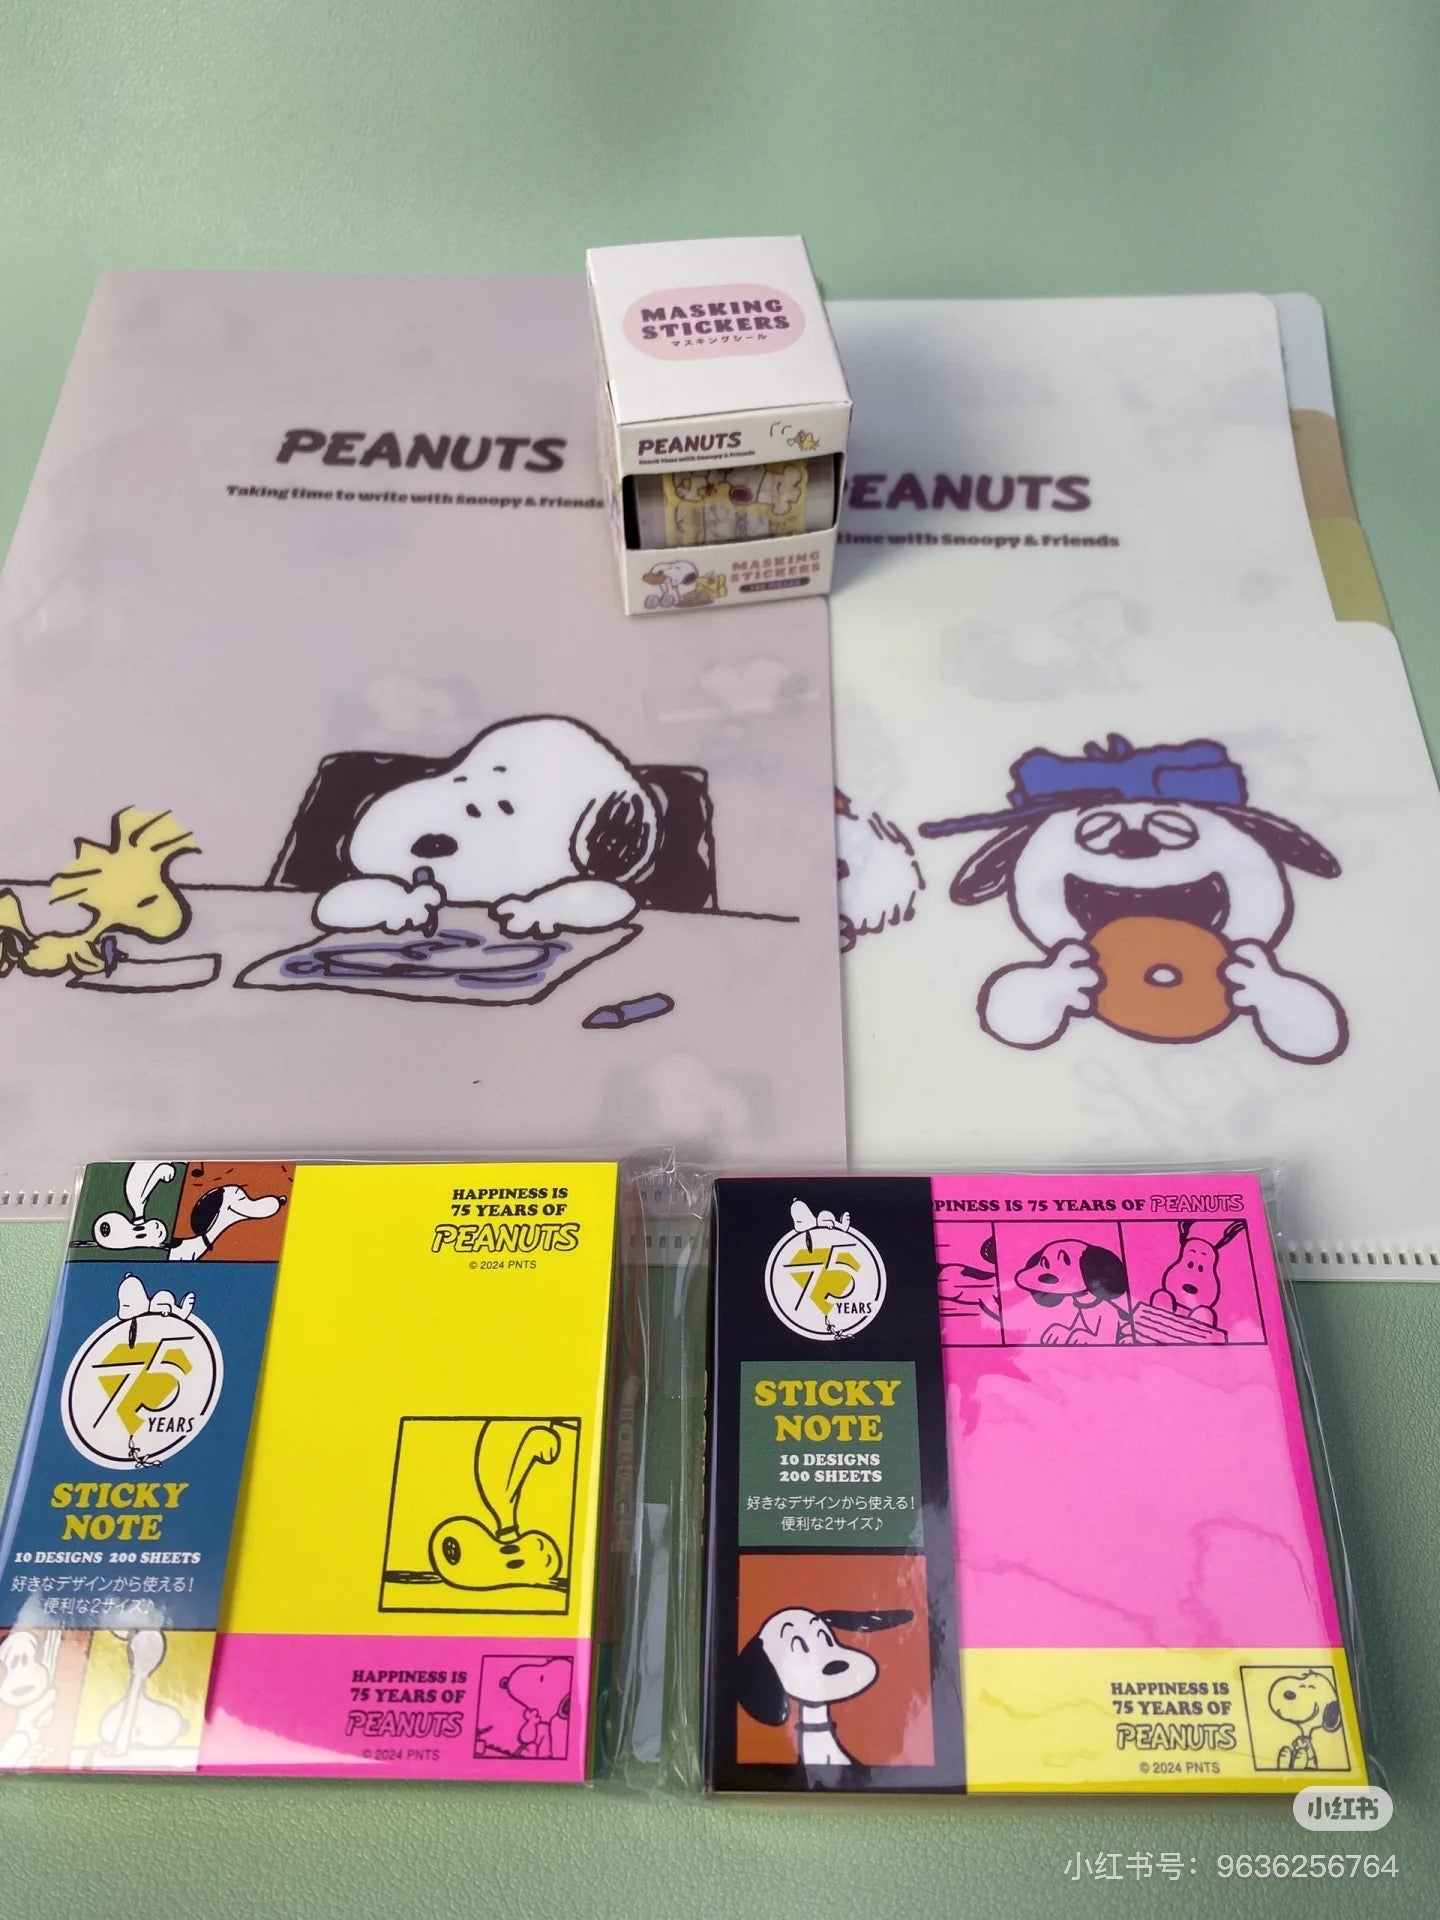 MASKING
STICKERS
マスキングシール
PEANUTS
Snack time with Snoopy & Friends
MASKING
STICKERS
PEANUTS
Taking time to write with Snoopy & Friends
PEANUTS
time with Snoopy & Friends
HAPPINESS IS
75 YEARS OF
PEANUTS
© 2024 PNTS
75
YEARS
STICKY
NOTE
10 DESIGNS 200 SHEETS
好きなデザインから使える!
便利な2サイズ♪
HAPPINESS IS
75 YEARS OF
PEANUTS
© 2024 PNTS
PPINESS IS 75 YEARS OF PEANUTS
75
YEARS
STICKY
NOTE
10 DESIGNS
200 SHEETS
好きなデザインから使える!
便利な2サイズ♪
HAPPINESS IS
75 YEARS OF
PEANUTS
© 2024 PNTS
小红书
小红书号：9636256764